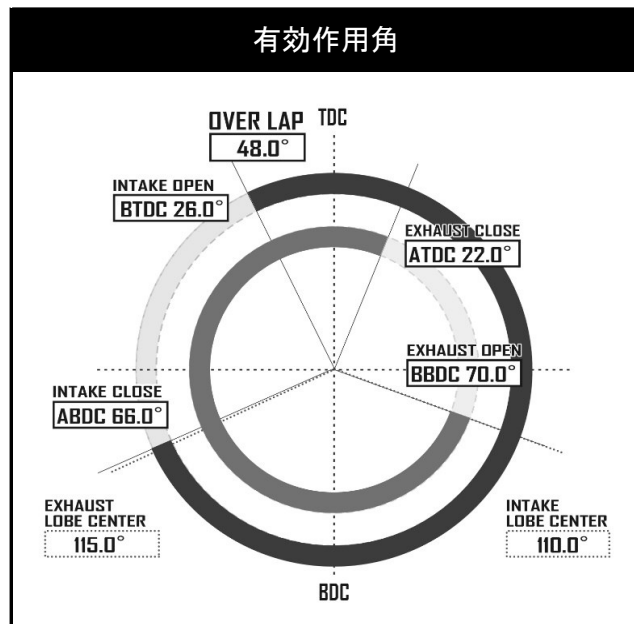 有効作用角
OVER LAP
48.0°
TDC
INTAKE OPEN
BTDC 26.0°
EXHAUST CLOSE
ATDC 22.0°
EXHAUST OPEN
BBDC 70.0°
INTAKE CLOSE
ABDC 66.0°
EXHAUST
LOBE CENTER
115.0°
INTAKE
LOBE CENTER
110.0°
BDC